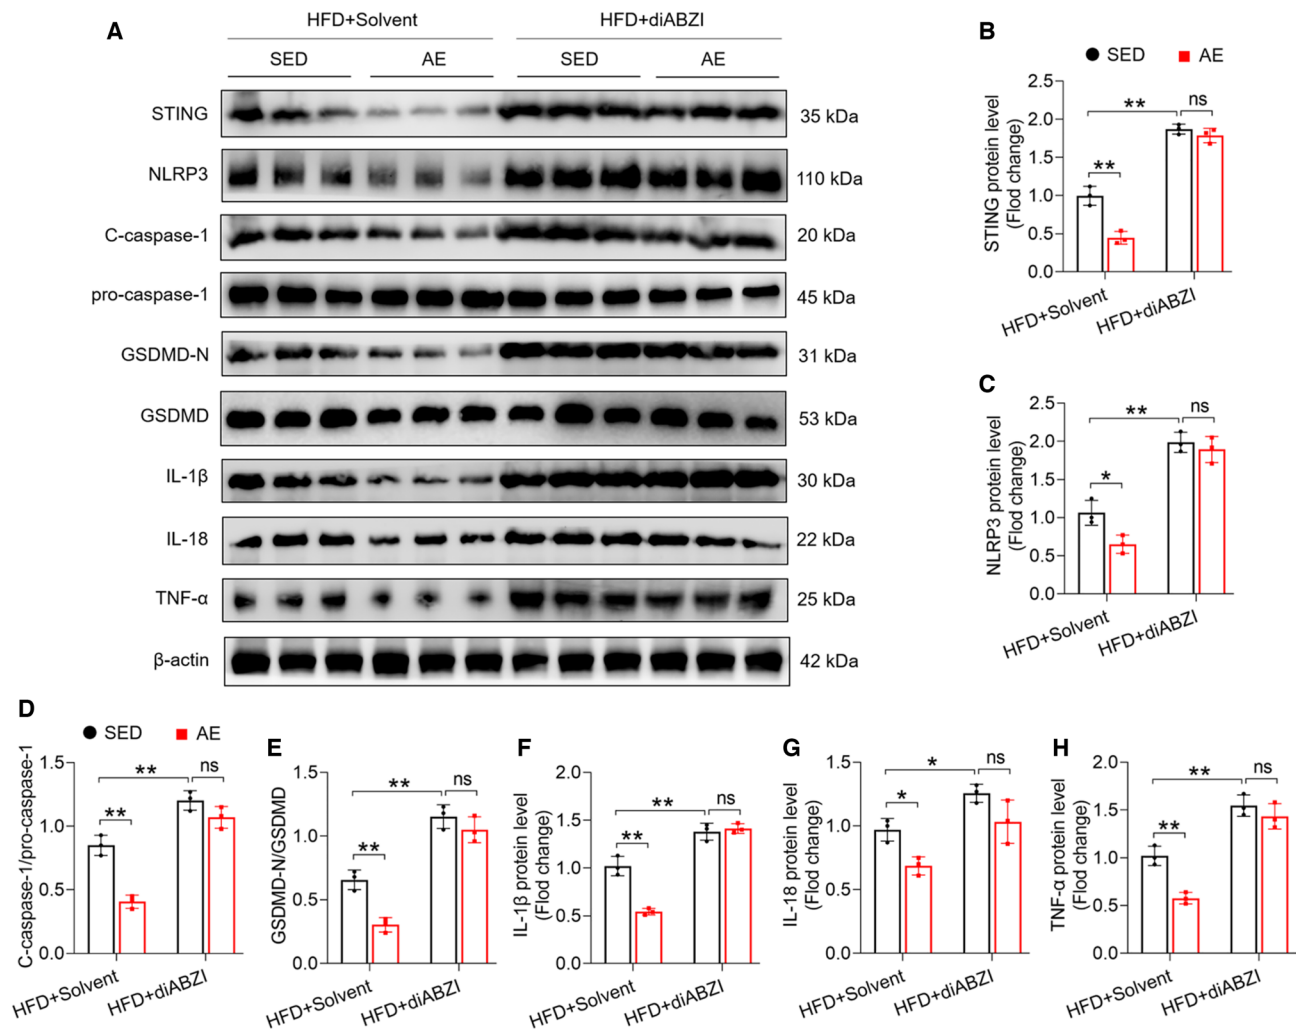 A
HFD+Solvent HFD+diABZI
SED AE SED AE
STING 35 kDa
NLRP3 110 kDa
C-caspase-1 20 kDa
pro-caspase-1 45 kDa
GSDMD-N 31 kDa
GSDMD 53 kDa
IL-1β 30 kDa
IL-18 22 kDa
TNF-α 25 kDa
β-actin 42 kDa
B
SED AE
STING protein level
(Flod change)
2.5
2.0
1.5
1.0
0.5
0.0
** ns
**
HFD+Solvent
HFD+diABZI
C
NLRP3 protein level
(Flod change)
2.5
2.0
1.5
1.0
0.5
0.0
** ns
*
HFD+Solvent
HFD+diABZI
D
SED AE
C-caspase-1/pro-caspase-1
1.5
1.0
0.5
0.0
** ns
**
HFD+Solvent
HFD+diABZI
E
GSDMD-N/GSDMD
1.5
1.0
0.5
0.0
** ns
**
HFD+Solvent
HFD+diABZI
F
IL-1β protein level
(Flod change)
2.0
1.5
1.0
0.5
0.0
** ns
**
HFD+Solvent
HFD+diABZI
G
IL-18 protein level
(Flod change)
1.5
1.0
0.5
0.0
* ns
*
HFD+Solvent
HFD+diABZI
H
TNF-α protein level
(Flod change)
2.0
1.5
1.0
0.5
0.0
** ns
**
HFD+Solvent
HFD+diABZI